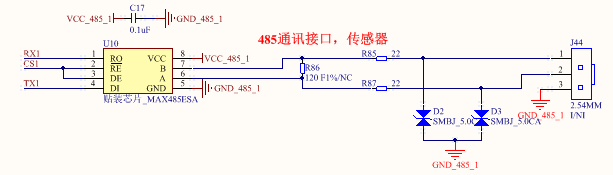 C17
VCC_485_1
GND_485_1
0.1uF
485通讯接口，传感器
U10
J44
RX1 1 RO VCC 8 VCC_485_1
R85 22 1
CS1 2 RE B 7
R86
2
3 DE A 6
120 F1%/NC
R87 22
TX1 4 DI GND 5 GND_485_1
3
贴装芯片_MAX485ESA
GND_485_1
2.54MM
I/NI
D2
SMBJ_5.0CA
D3
SMBJ_5.0CA
GND_485_1